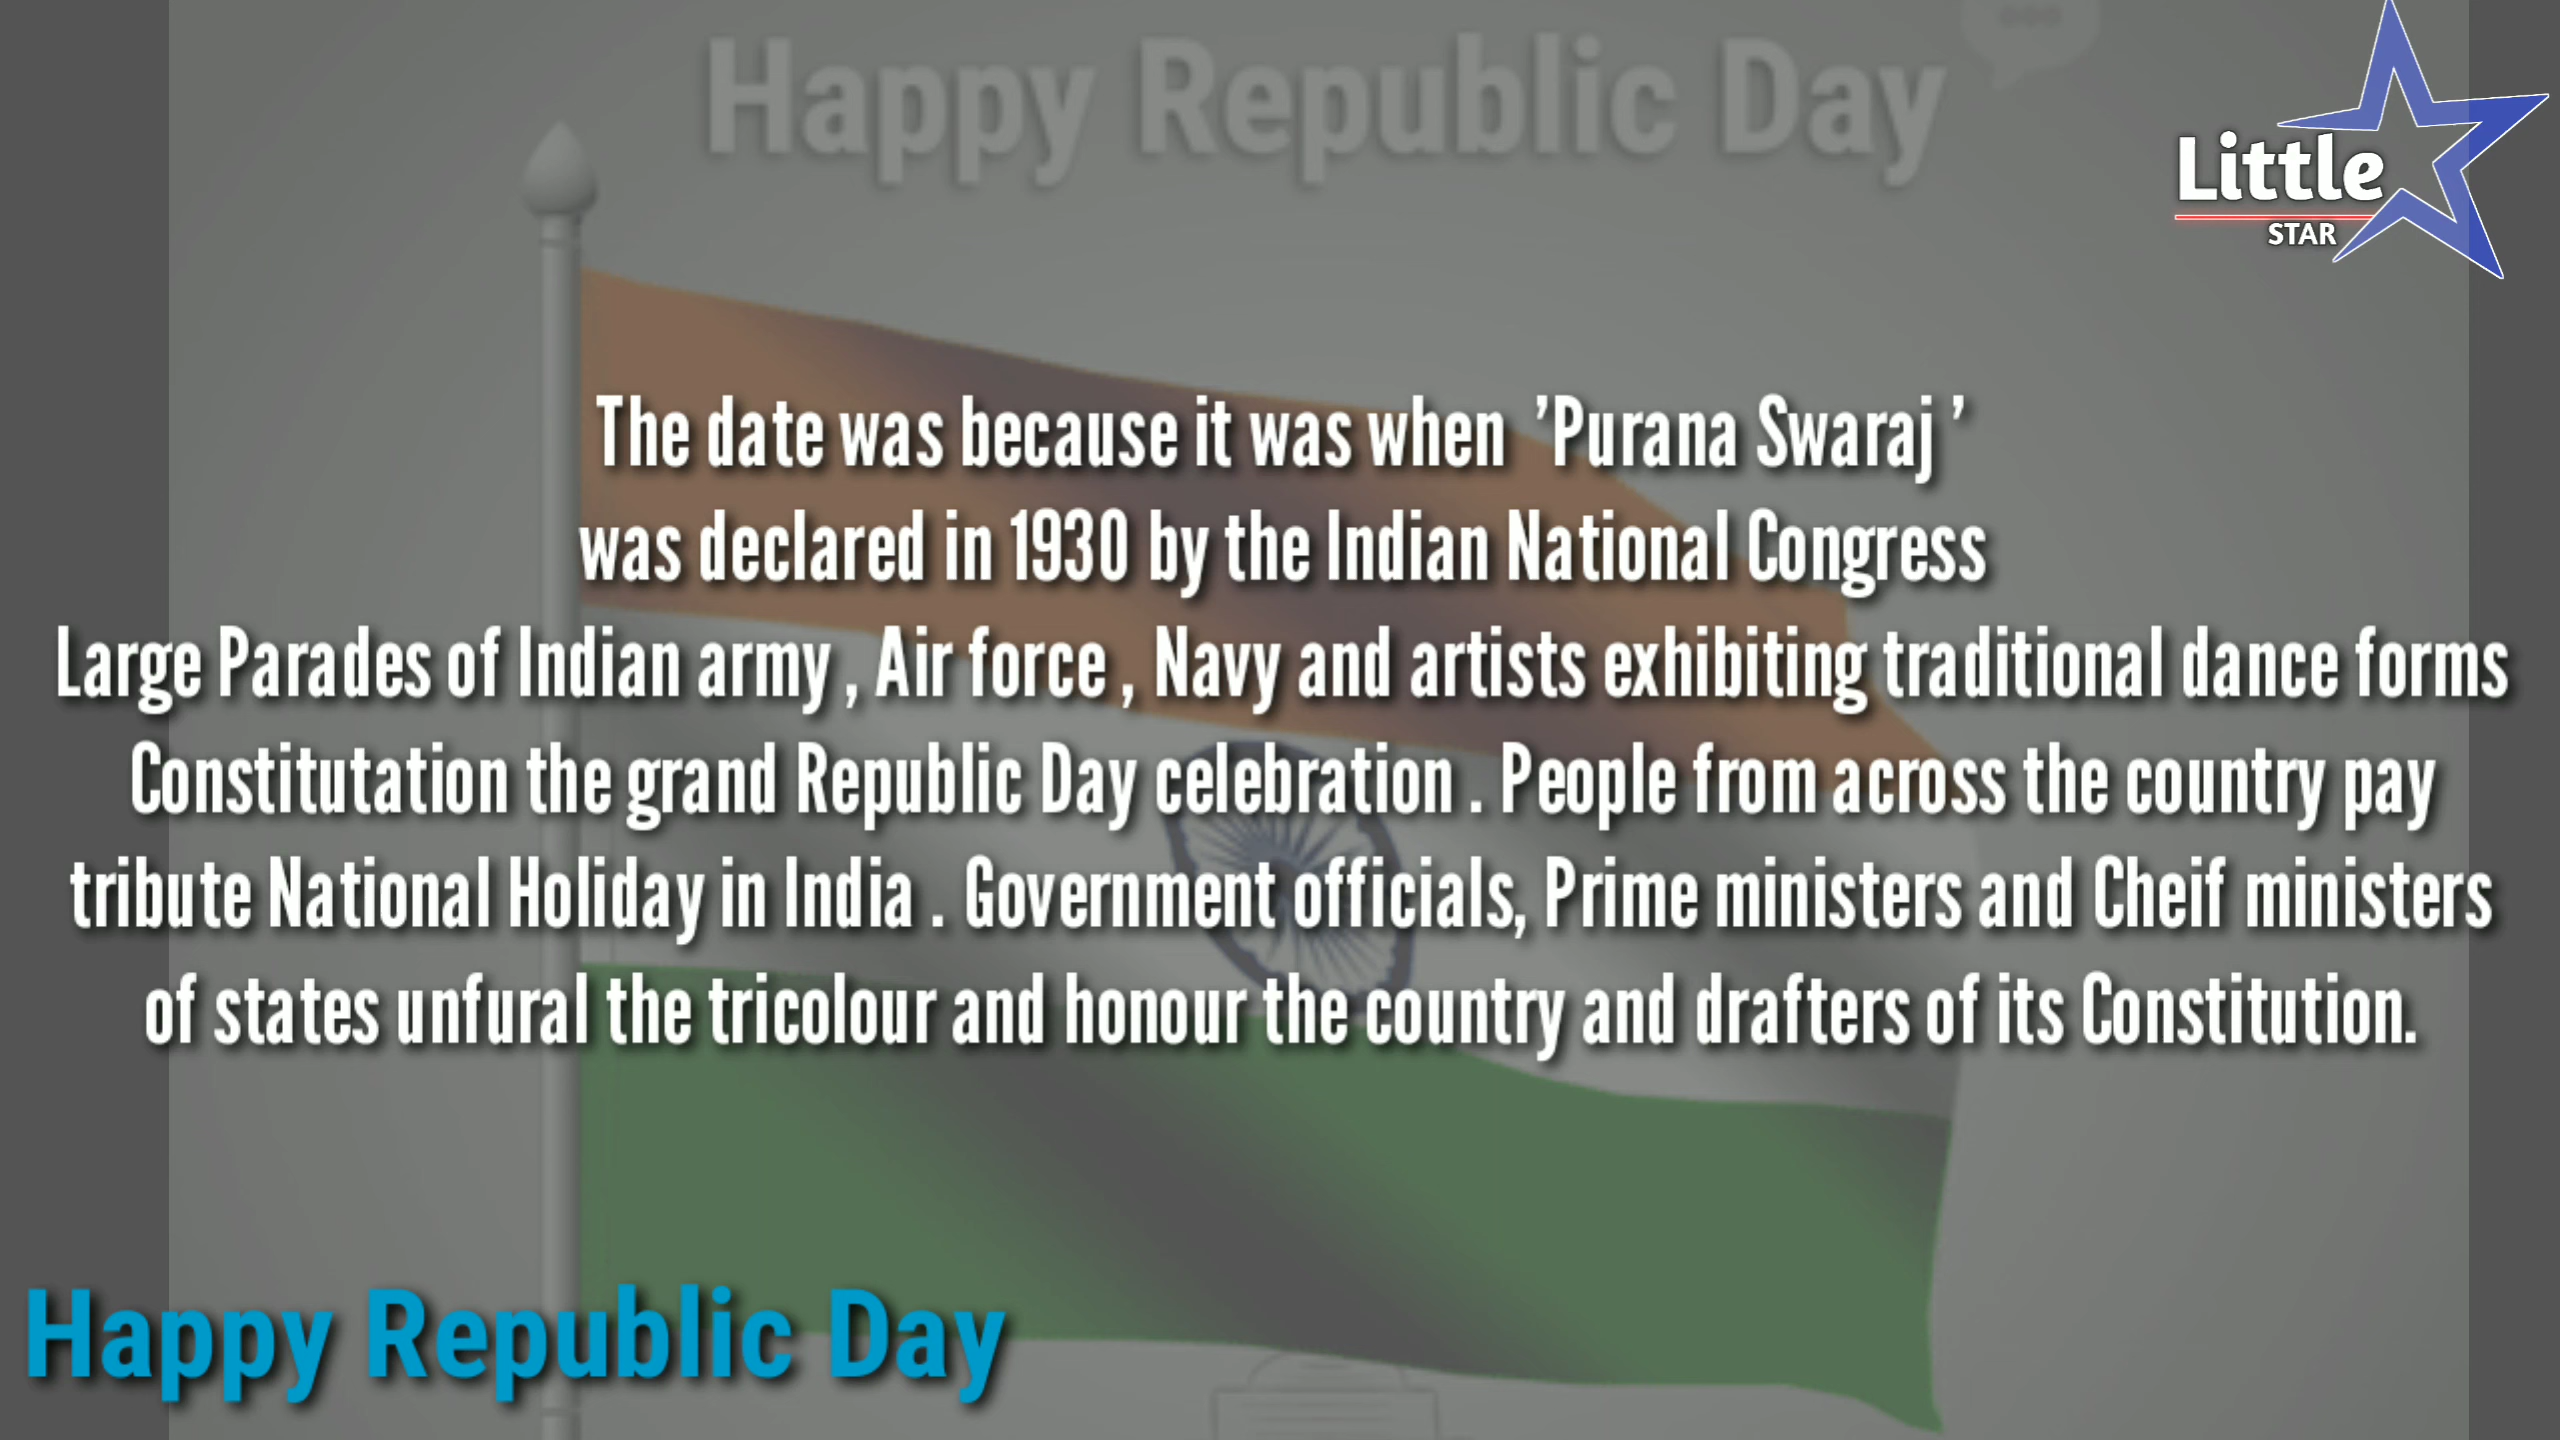 Happy Republic Day
Little
STAR
The date was because it was when 'Purana Swaraj '
was declared in 1930 by the Indian National Congress
Large Parades of Indian army , Air force , Navy and artists exhibiting traditional dance forms
Constitutation the grand Republic Day celebration . People from across the country pay
tribute National Holiday in India . Government officials, Prime ministers and Cheif ministers
of states unfural the tricolour and honour the country and drafters of its Constitution.
Happy Republic Day